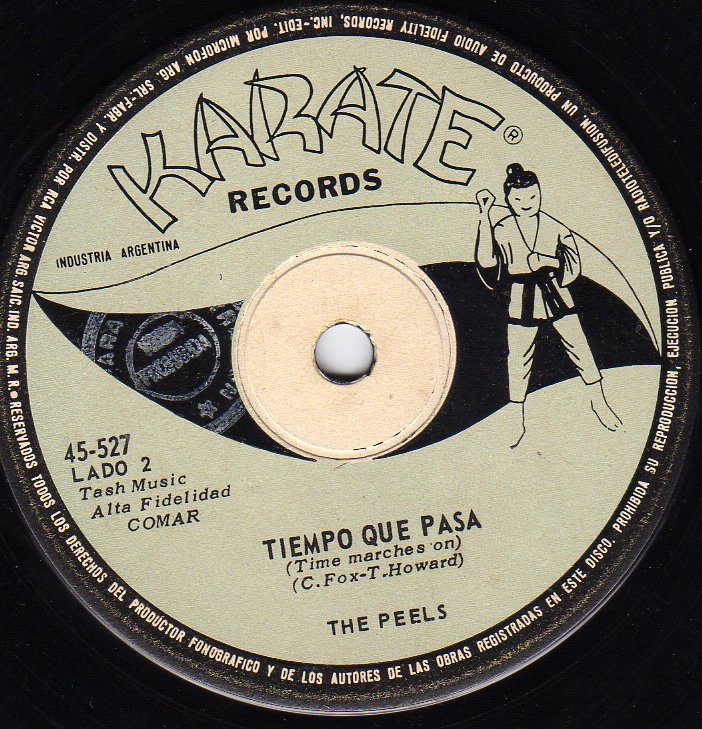 KARATE ®
RECORDS
INDUSTRIA ARGENTINA
45-527
LADO 2
Tash Music
Alta Fidelidad
COMAR
TIEMPO QUE PASA
(Time marches on)
(C. Fox-T. Howard)
THE PEELS
UN PRODUCTO DE AUDIO FIDELITY RECORDS, INC.-EDIT. POR MICROFON ARG. SRL-FABR. Y DISTR. POR RCA VICTOR ARG. SAIC. IND. ARG. M. R. ● RESERVADOS TODOS LOS DERECHOS DEL PRODUCTOR FONOGRAFICO Y DE LOS AUTORES DE LAS OBRAS REGISTRADAS EN ESTE DISCO. PROHIBIDA SU REPRODUCCION, EJECUCION PUBLICA Y/O RADIOTELEDIFUSION.